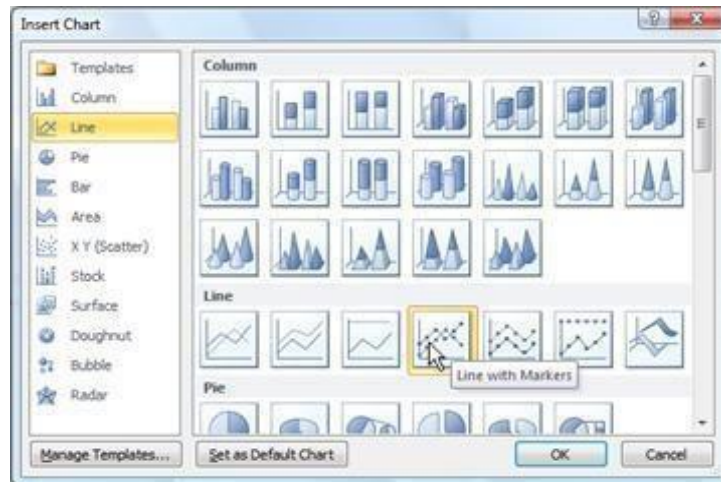 Insert Chart
Templates
Column
Line
Pie
Bar
Area
X Y (Scatter)
Stock
Surface
Doughnut
Bubble
Radar
Column
Line
Line with Markers
Pie
Manage Templates...
Set as Default Chart
OK
Cancel